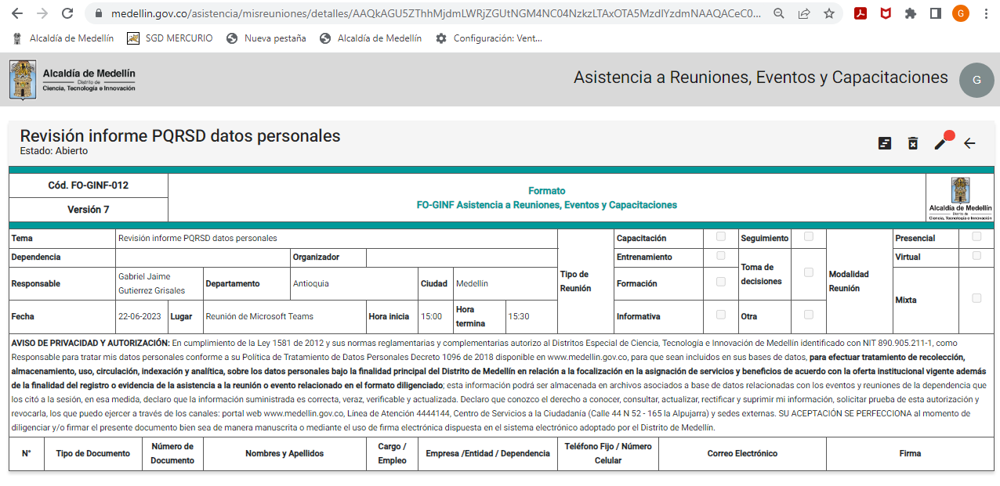 medellin.gov.co/asistencia/misreuniones/detalles/AAQkAGU5ZThhMjdmLWRjZGUtNGM4NC04NzkzLTAxOTA5MzdlYzdmNAAQACeC0...
G
Alcaldía de Medellín
SGD MERCURIO
Nueva pestaña
Alcaldía de Medellín
Configuración: Vent...
Alcaldía de Medellín
Distrito de
Ciencia, Tecnología e Innovación
Asistencia a Reuniones, Eventos y Capacitaciones
G
Revisión informe PQRSD datos personales
Estado: Abierto
Cód. FO-GINF-012
Versión 7
Formato
FO-GINF Asistencia a Reuniones, Eventos y Capacitaciones
Alcaldía de Medellín
Distrito de
Ciencia, Tecnología e Innovación
Tema
Revisión informe PQRSD datos personales
Dependencia
Organizador
Responsable
Gabriel Jaime
Gutierrez Grisales
Departamento
Antioquia
Ciudad
Medellín
Fecha
22-06-2023
Lugar
Reunión de Microsoft Teams
Hora inicia
15:00
Hora
termina
15:30
Tipo de
Reunión
Capacitación
Seguimiento
Entrenamiento
Toma de
decisiones
Formación
Informativa
Otra
Modalidad
Reunión
Presencial
Virtual
Mixta
AVISO DE PRIVACIDAD Y AUTORIZACIÓN: En cumplimiento de la Ley 1581 de 2012 y sus normas reglamentarias y complementarias autorizo al Distritos Especial de Ciencia, Tecnología e Innovación de Medellín identificado con NIT 890.905.211-1, como
Responsable para tratar mis datos personales conforme a su Política de Tratamiento de Datos Personales Decreto 1096 de 2018 disponible en www.medellin.gov.co, para que sean incluidos en sus bases de datos, para efectuar tratamiento de recolección,
almacenamiento, uso, circulación, indexación y analítica, sobre los datos personales bajo la finalidad principal del Distrito de Medellín en relación a la focalización en la asignación de servicios y beneficios de acuerdo con la oferta institucional vigente además
de la finalidad del registro o evidencia de la asistencia a la reunión o evento relacionado en el formato diligenciado; esta información podrá ser almacenada en archivos asociados a base de datos relacionadas con los eventos y reuniones de la dependencia que
los citó a la sesión, en esa medida, declaro que la información suministrada es correcta, veraz, verificable y actualizada. Declaro que conozco el derecho a conocer, consultar, actualizar, rectificar y suprimir mi información, solicitar prueba de esta autorización y
revocarla, los que puedo ejercer a través de los canales: portal web www.medellin.gov.co, Línea de Atención 4444144, Centro de Servicios a la Ciudadanía (Calle 44 N 52 - 165 la Alpujarra) y sedes externas. SU ACEPTACIÓN SE PERFECCIONA al momento de
diligenciar y/o firmar el presente documento bien sea de manera manuscrita o mediante el uso de firma electrónica dispuesta en el sistema electrónico adoptado por el Distrito de Medellín.
N°
Tipo de Documento
Número de
Documento
Nombres y Apellidos
Cargo /
Empleo
Empresa /Entidad / Dependencia
Teléfono Fijo / Número
Celular
Correo Electrónico
Firma